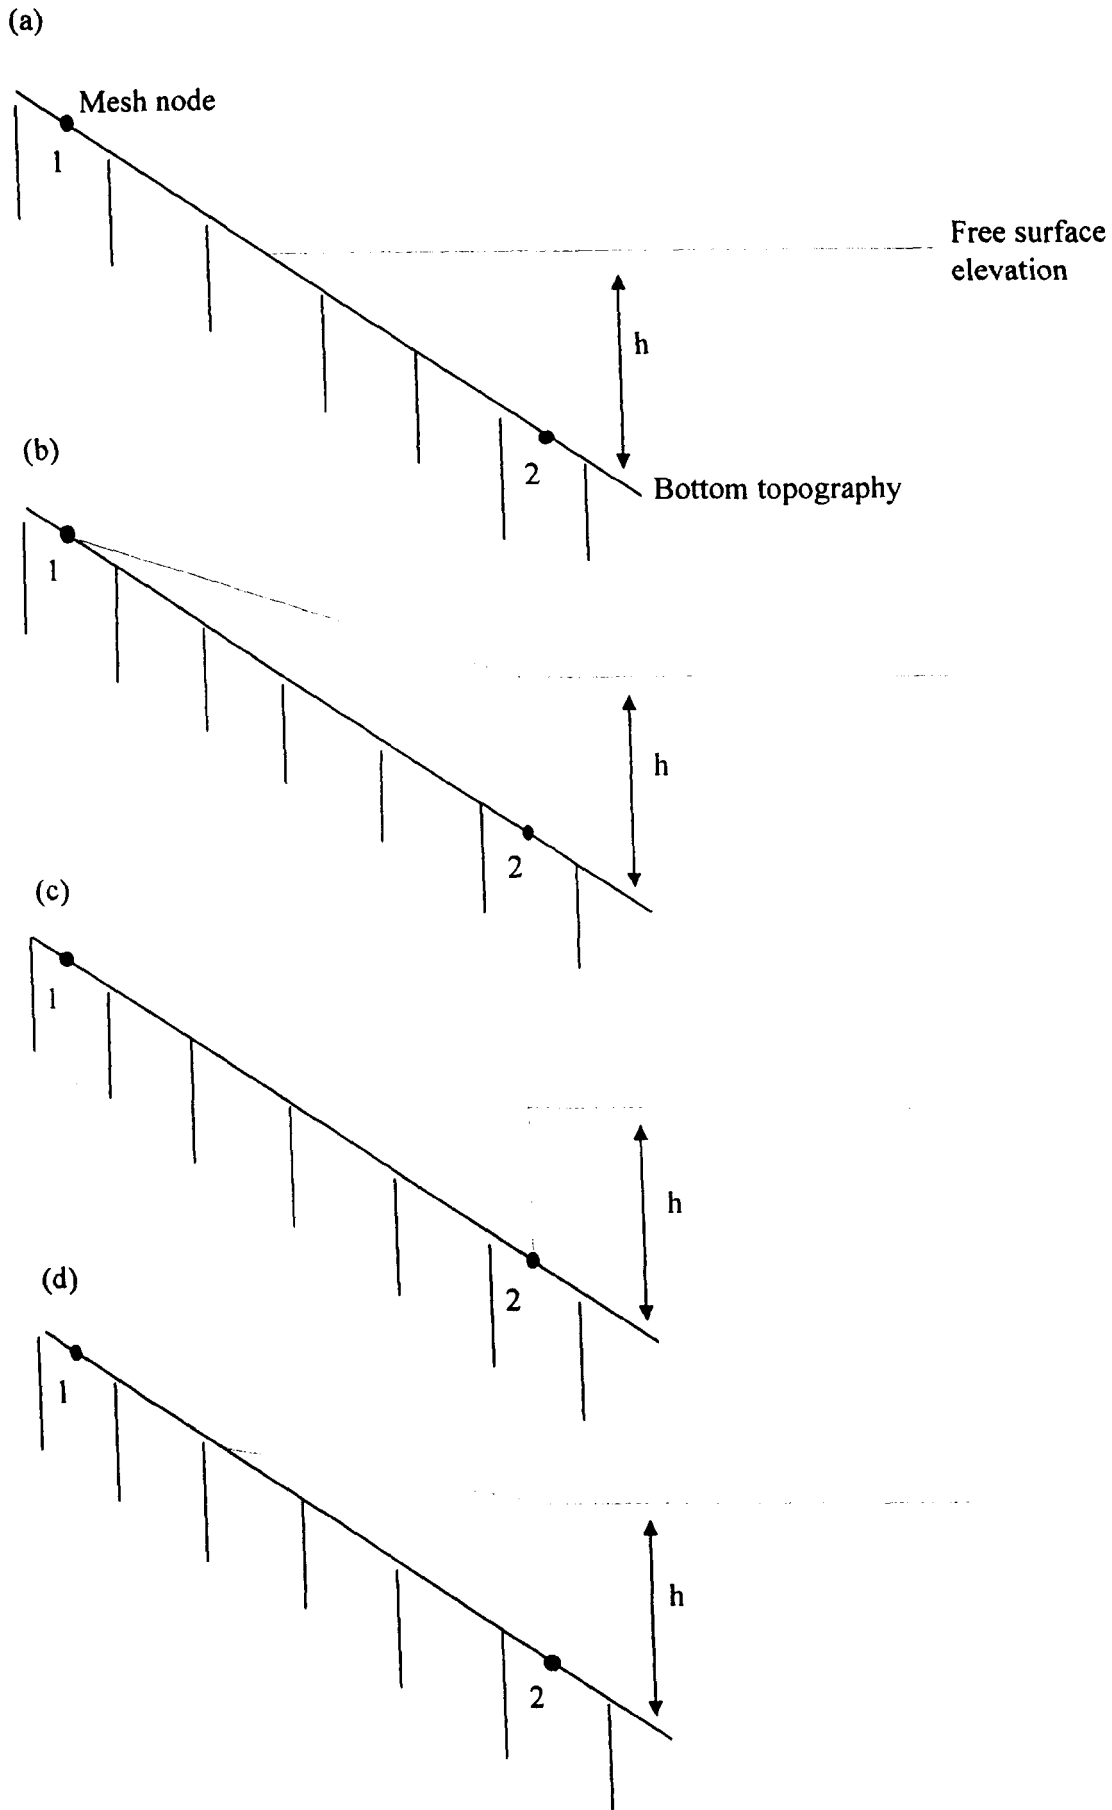 (a)
Mesh node
1
Free surface
elevation
h
2
Bottom topography
(b)
1
h
2
(c)
1
h
2
(d)
1
h
2